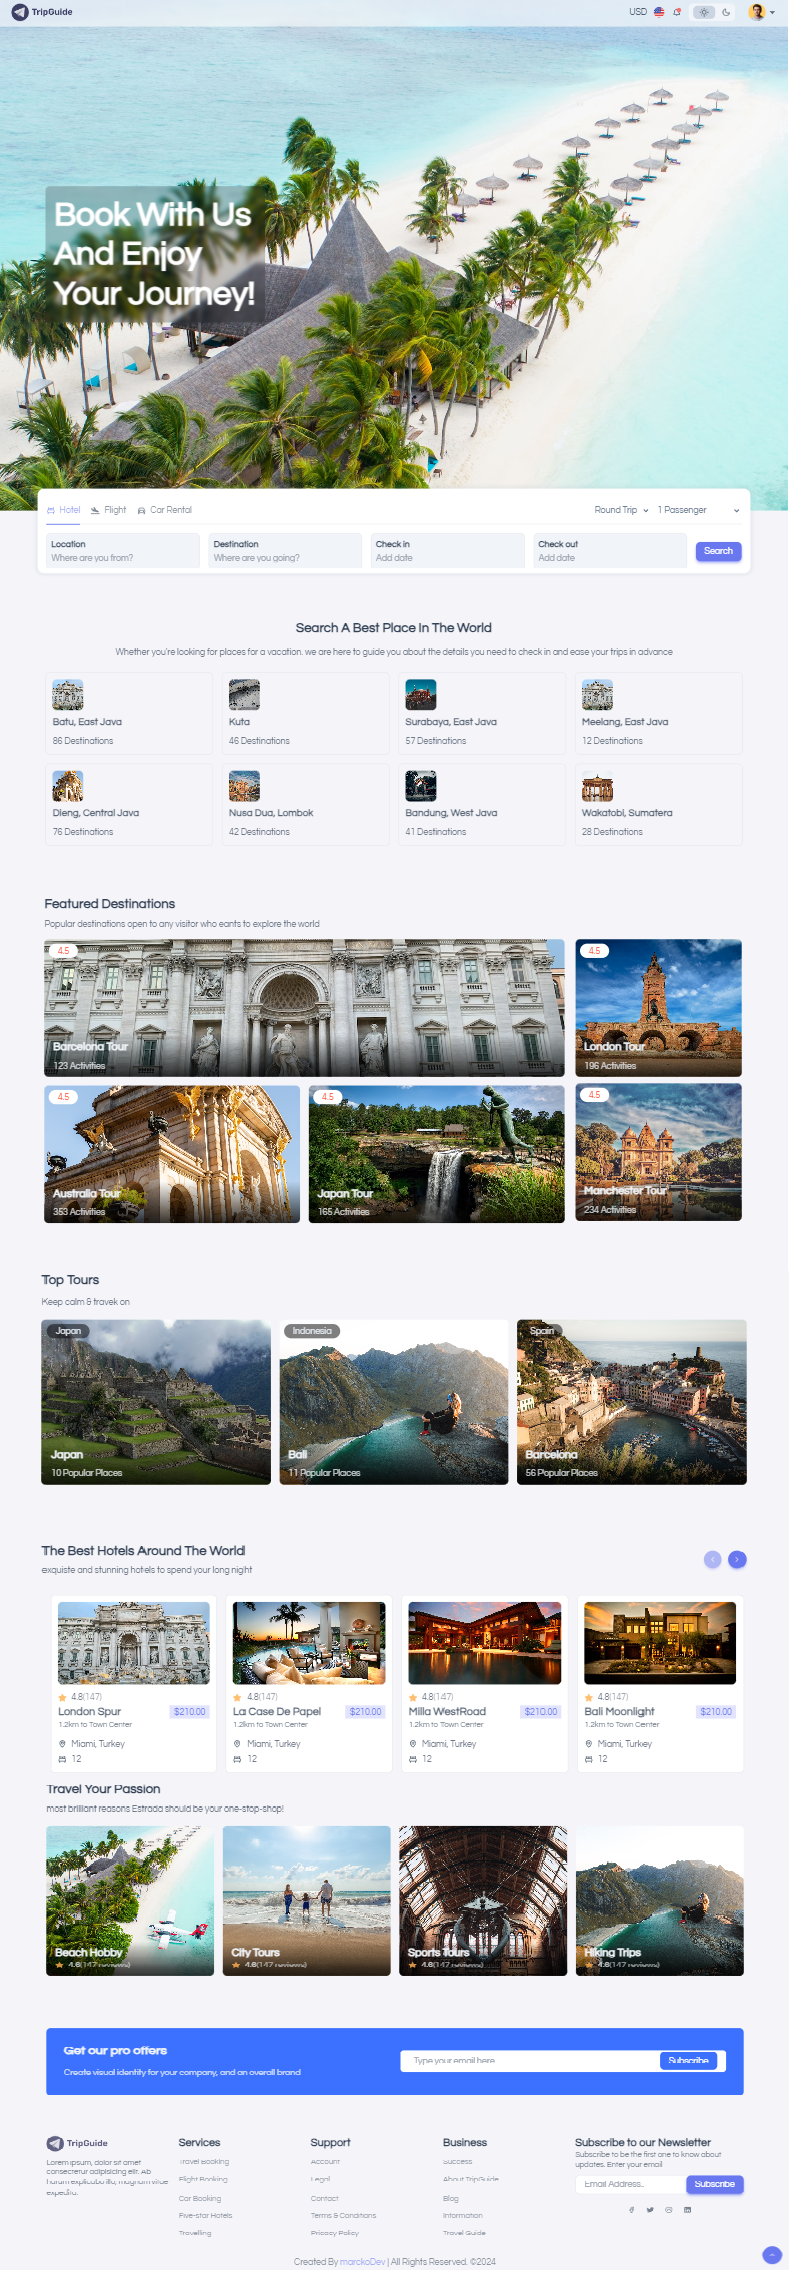 TripGuide
USD
Book With Us
And Enjoy
Your Journey!
Hotel Flight Car Rental Round Trip 1 Passenger
Location Destination Check in Check out
Where are you from? Where are you going? Add date Add date
Search
Search A Best Place In The World
Whether you're looking for places for a vacation. we are here to guide you about the details you need to check in and ease your trips in advance
Batu, East Java Kuta Surabaya, East Java Meelang, East Java
86 Destinations 46 Destinations 57 Destinations 12 Destinations
Dieng, Central Java Nusa Dua, Lombok Bandung, West Java Wakatobi, Sumatera
76 Destinations 42 Destinations 41 Destinations 28 Destinations
Featured Destinations
Popular destinations open to any visitor who eants to explore the world
4.5 4.5
Barcelona Tour London Tour
123 Activities 196 Activities
4.5 4.5 4.5
Australia Tour Japan Tour Manchester Tour
353 Activities 165 Activities 234 Activities
Top Tours
Keep calm & travek on
Japan Indonesia Spain
Japan Bali Barcelona
10 Popular Places 11 Popular Places 56 Popular Places
The Best Hotels Around The World
exquiste and stunning hotels to spend your long nighit
4.8(147) 4.8(147) 4.8(147) 4.8(147)
London Spur $210.00 La Case De Papel $210.00 Milla WestRoad $210.00 Bali Moonlight $210.00
1.2km to Town Center 1.2km to Town Center 1.2km to Town Center 1.2km to Town Center
Miami, Turkey Miami, Turkey Miami, Turkey Miami, Turkey
12 12 12 12
Travel Your Passion
most brilliant reasons Estrada should be your one-stop-shop!
Beach Hobby City Tours Sports Tours Hiking Trips
4.6(147 reviews) 4.6(147 reviews) 4.6(147 reviews) 4.6(147 reviews)
Get our pro offers
Create visual identity for your company, and an overall brand
Type your email here Subscribe
TripGuide
Lorem ipsum, dolor sit amet
consectetur adipisicing elit. Ab
harum explicabo illo, magnam vitae
expedita.
Services
Travel Booking
Flight Booking
Car Booking
Five-star Hotels
Travelling
Support
Account
Legal
Contact
Terms & Conditions
Privacy Policy
Business
Success
About TripGuide
Blog
Information
Travel Guide
Subscribe to our Newsletter
Subscribe to be the first one to know about
updates. Enter your email
Email Address.. Subscribe
Created By marckoDev | All Rights Reserved. ©2024